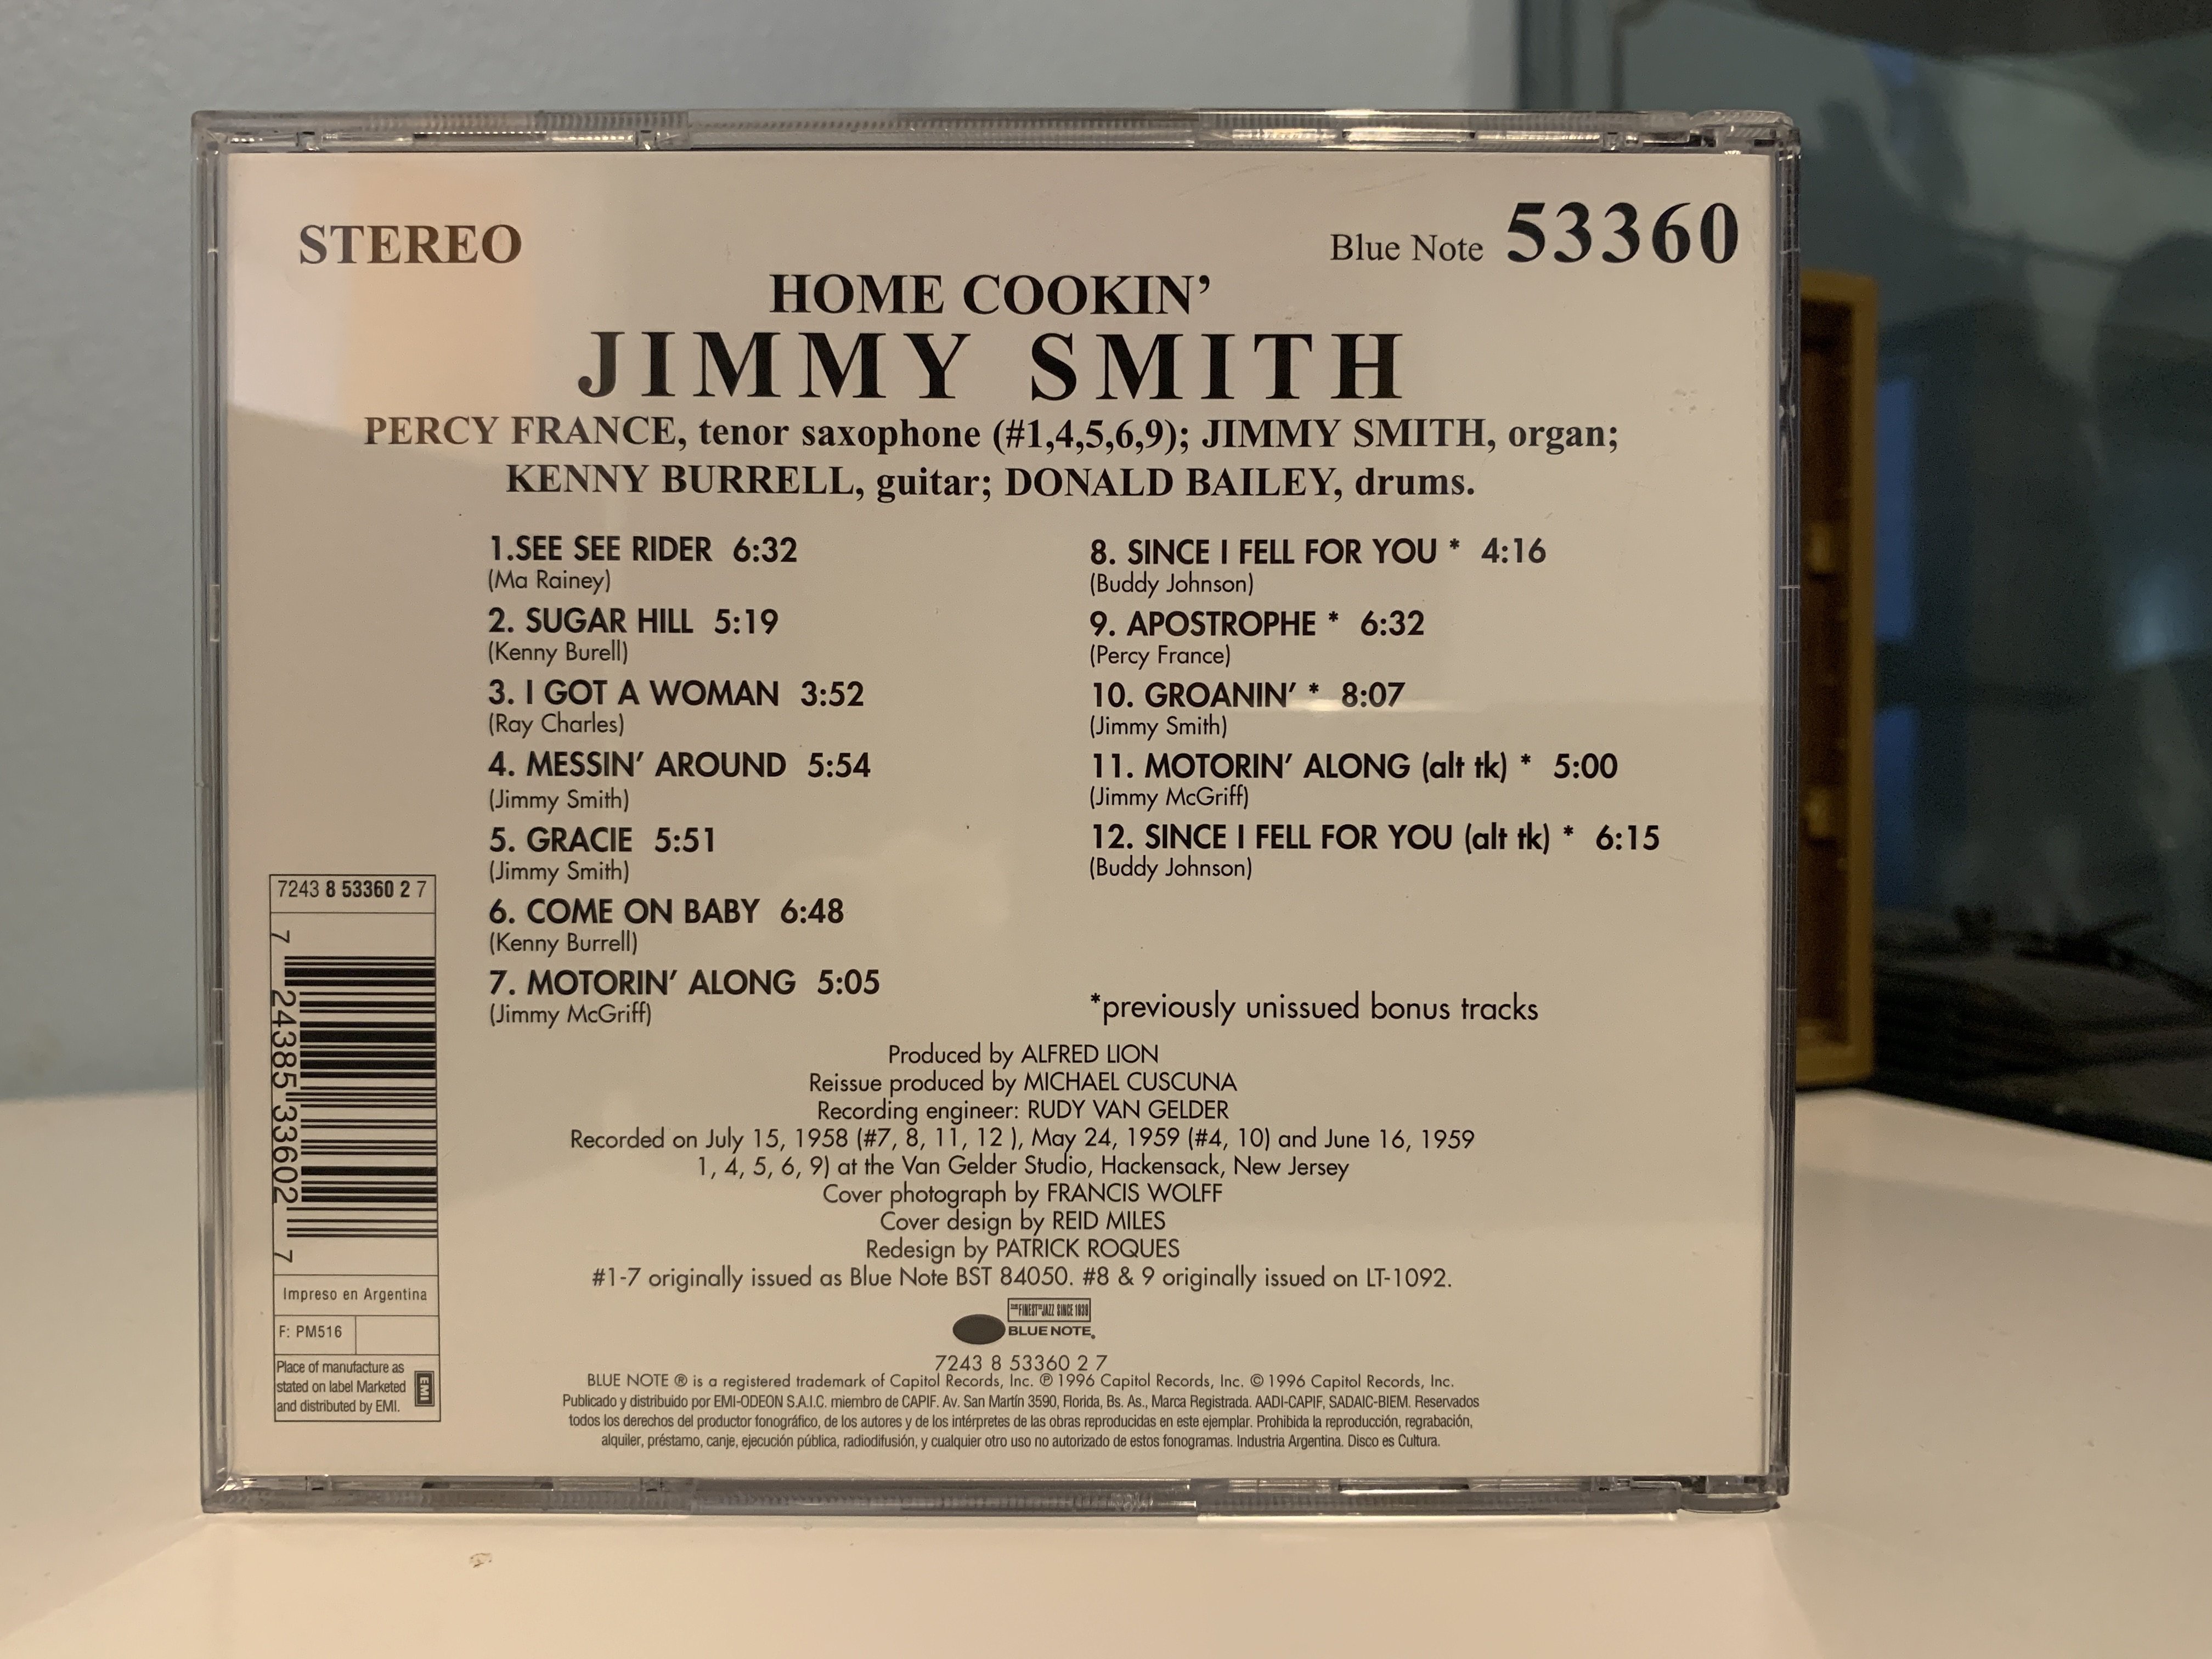 STEREO
Blue Note 53360
HOME COOKIN’
JIMMY SMITH
PERCY FRANCE, tenor saxophone (#1,4,5,6,9); JIMMY SMITH, organ;
KENNY BURRELL, guitar; DONALD BAILEY, drums.
1.SEE SEE RIDER 6:32
(Ma Rainey)
2. SUGAR HILL 5:19
(Kenny Burell)
3. I GOT A WOMAN 3:52
(Ray Charles)
4. MESSIN’ AROUND 5:54
(Jimmy Smith)
5. GRACIE 5:51
(Jimmy Smith)
6. COME ON BABY 6:48
(Kenny Burrell)
7. MOTORIN’ ALONG 5:05
(Jimmy McGriff)
8. SINCE I FELL FOR YOU * 4:16
(Buddy Johnson)
9. APOSTROPHE * 6:32
(Percy France)
10. GROANIN’ * 8:07
(Jimmy Smith)
11. MOTORIN’ ALONG (alt tk) * 5:00
(Jimmy McGriff)
12. SINCE I FELL FOR YOU (alt tk) * 6:15
(Buddy Johnson)
*previously unissued bonus tracks
Produced by ALFRED LION
Reissue produced by MICHAEL CUSCUNA
Recording engineer: RUDY VAN GELDER
Recorded on July 15, 1958 (#7, 8, 11, 12 ), May 24, 1959 (#4, 10) and June 16, 1959
1, 4, 5, 6, 9) at the Van Gelder Studio, Hackensack, New Jersey
Cover photograph by FRANCIS WOLFF
Cover design by REID MILES
Redesign by PATRICK ROQUES
#1-7 originally issued as Blue Note BST 84050. #8 & 9 originally issued on LT-1092.
THE FINEST IN JAZZ SINCE 1939
BLUE NOTE®
7243 8 53360 2 7
BLUE NOTE ® is a registered trademark of Capitol Records, Inc. ℗ 1996 Capitol Records, Inc. © 1996 Capitol Records, Inc.
Publicado y distribuido por EMI-ODEON S.A.I.C. miembro de CAPIF. Av. San Martín 3590, Florida, Bs. As., Marca Registrada. AADI-CAPIF, SADAIC-BIEM. Reservados
todos los derechos del productor fonográfico, de los autores y de los intérpretes de las obras reproducidas en este ejemplar. Prohibida la reproducción, regrabación,
alquiler, préstamo, canje, ejecución pública, radiodifusión, y cualquier otro uso no autorizado de estos fonogramas. Industria Argentina. Disco es Cultura.
7243 8 53360 2 7
7 24385 33602 7
Impreso en Argentina
F: PM516
Place of manufacture as
stated on label Marketed
and distributed by EMI.
EMI